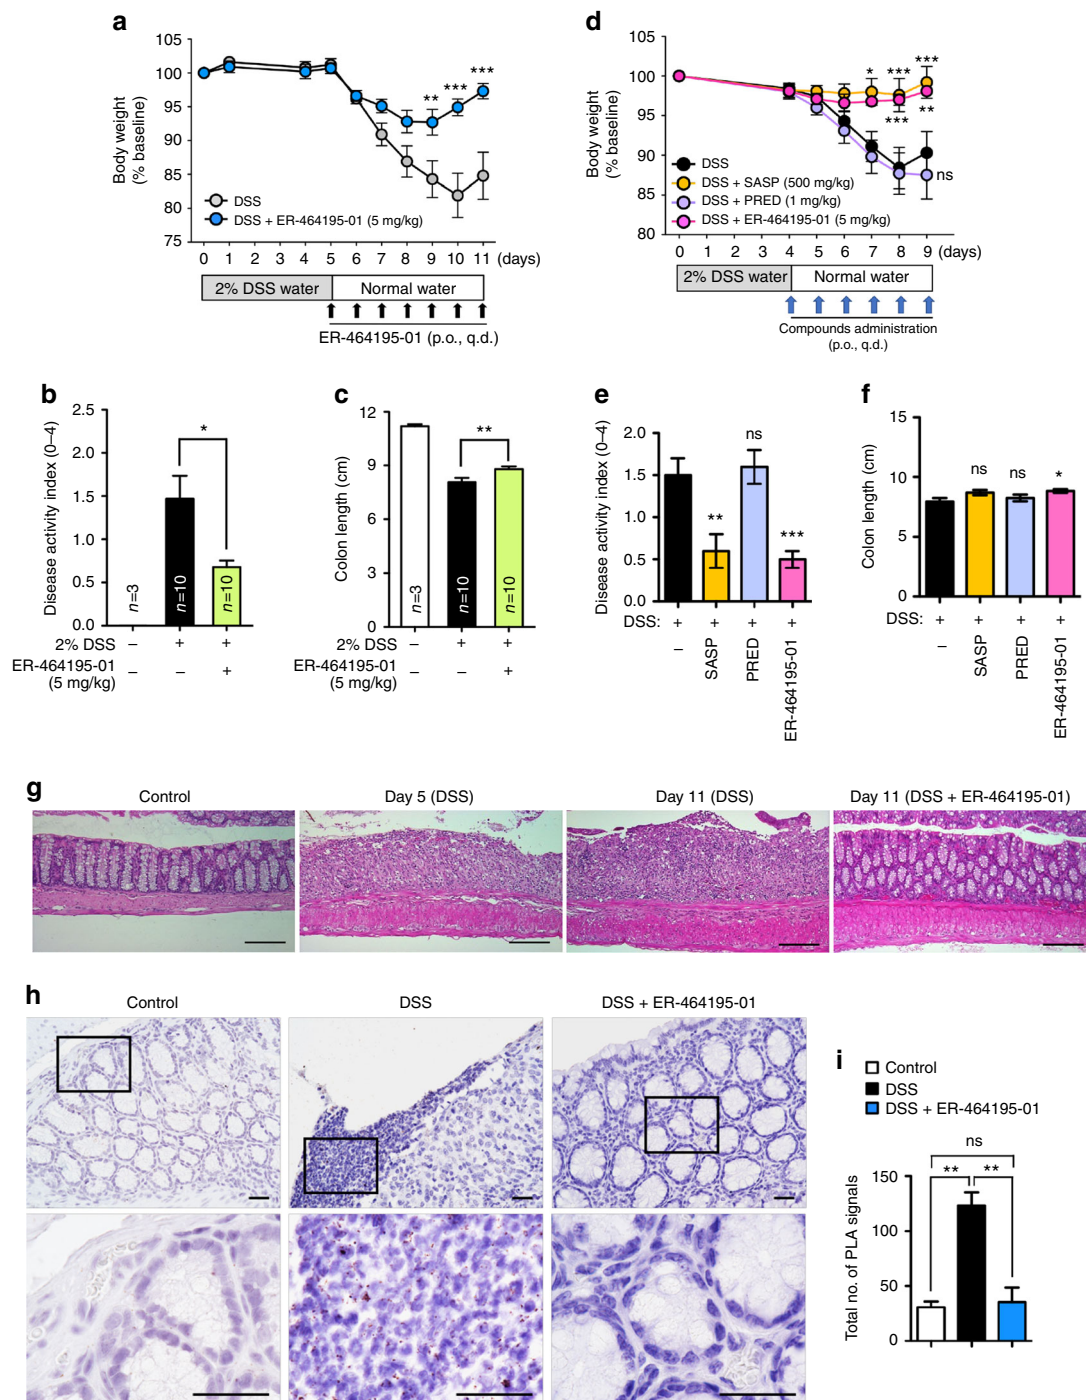 a
105
100
95
90
85
80
75
Body weight
(% baseline)
** *** ***
DSS
DSS + ER-464195-01 (5 mg/kg)
0 1 2 3 4 5 6 7 8 9 10 11 (days)
2% DSS water
Normal water
ER-464195-01 (p.o., q.d.)
d
105
100
95
90
85
80
Body weight
(% baseline)
* *** ***
*** **
ns
DSS
DSS + SASP (500 mg/kg)
DSS + PRED (1 mg/kg)
DSS + ER-464195-01 (5 mg/kg)
0 1 2 3 4 5 6 7 8 9 (days)
2% DSS water
Normal water
Compounds administration
(p.o., q.d.)
b
Disease activity index (0–4)
2.5
2.0
1.5
1.0
0.5
0.0
*
n=3
n=10
n=10
2% DSS – + +
ER-464195-01
(5 mg/kg) – – +
c
Colon length (cm)
12
9
6
3
0
**
n=3
n=10
n=10
2% DSS – + +
ER-464195-01
(5 mg/kg) – – +
e
Disease activity index (0–4)
2.0
1.5
1.0
0.5
0.0
** ns ***
DSS: + + + +
–
SASP
PRED
ER-464195-01
f
Colon length (cm)
15
10
5
0
ns ns *
DSS: + + + +
–
SASP
PRED
ER-464195-01
g
Control
Day 5 (DSS)
Day 11 (DSS)
Day 11 (DSS + ER-464195-01)
h
Control
DSS
DSS + ER-464195-01
i
Control
DSS
DSS + ER-464195-01
ns
** **
Total no. of PLA signals
150
100
50
0